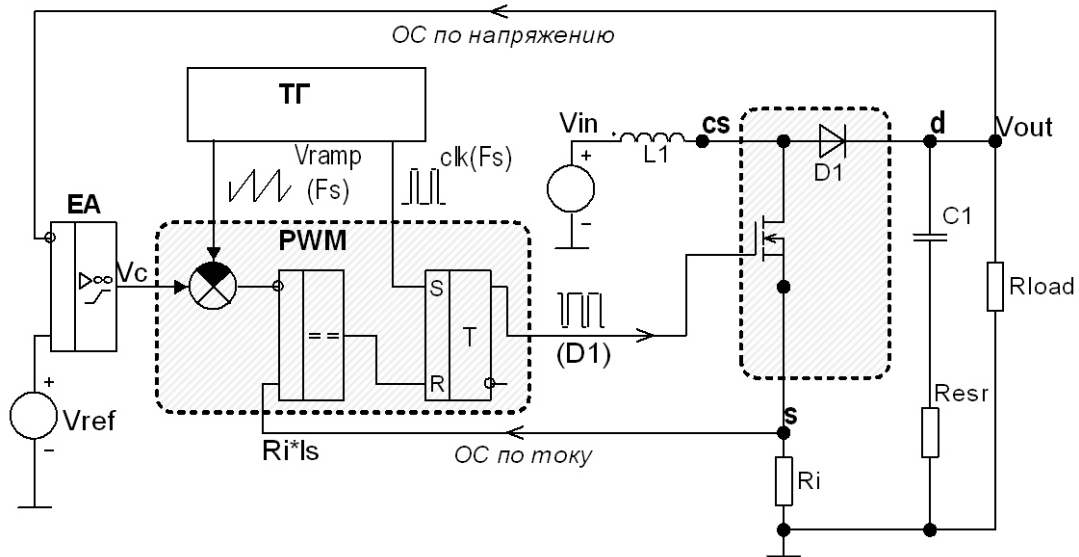 ОС по напряжению
ТГ
Vin
cs
L1
d
Vout
D1
Vramp
(Fs)
clk(Fs)
EA
PWM
Vc
C1
S
T
R
==
(D1)
Rload
Vref
Ri*Is
ОС по току
s
Ri
Resr
+
−
+
−
▷∞